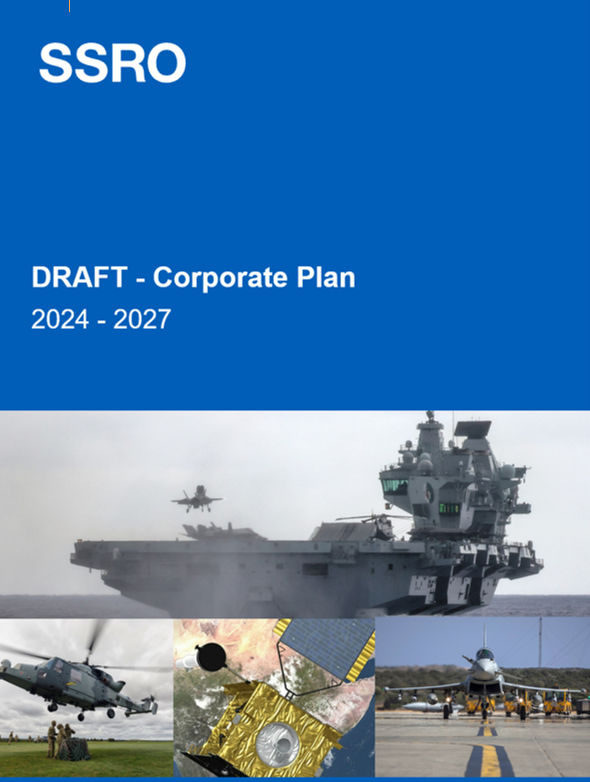 SSRO
DRAFT - Corporate Plan
2024 - 2027